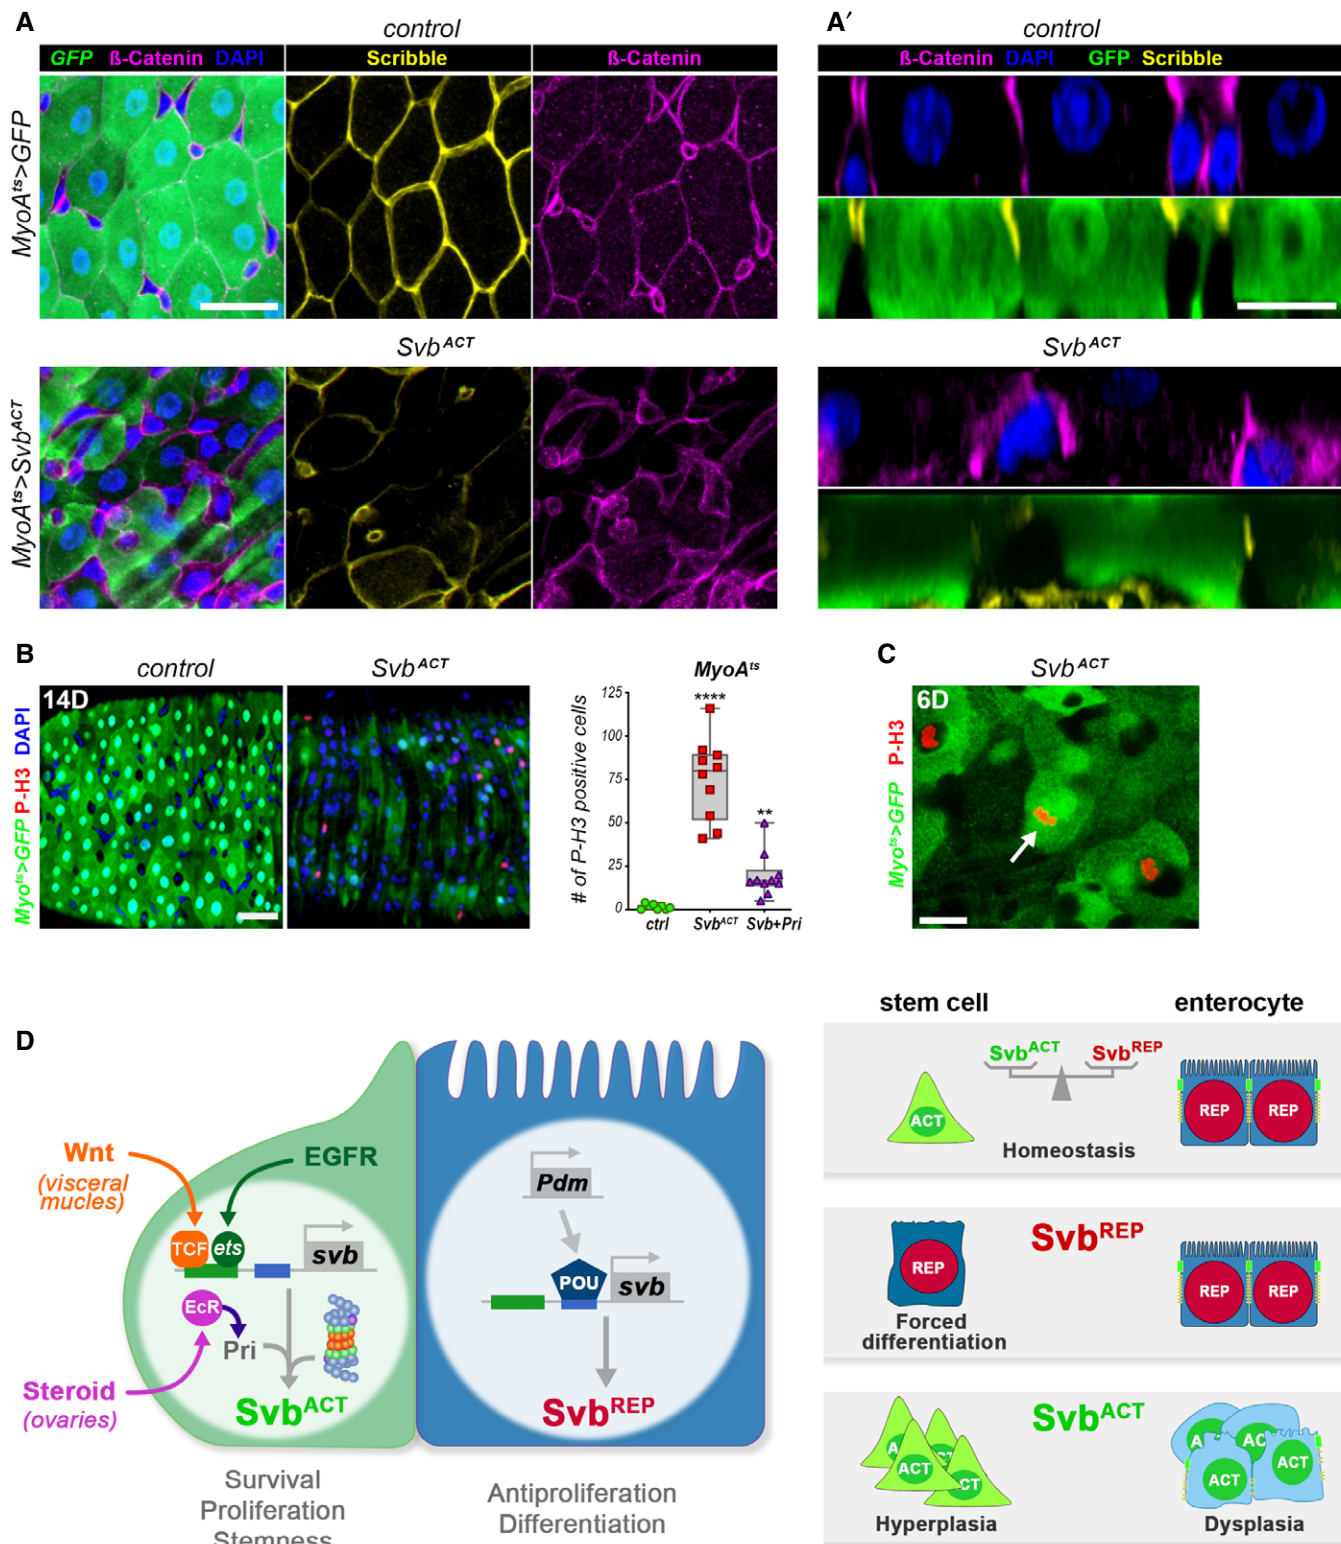 A
control
GFP ß-Catenin DAPI
Scribble
ß-Catenin
MyoAts>GFP
SvbACT
MyoAts>SvbACT
A′
control
ß-Catenin DAPI GFP Scribble
SvbACT
B
control
SvbACT
14D
Myots>GFP P-H3 DAPI
MyoAts
# of P-H3 positive cells
125
100
75
50
25
0
****
**
ctrl
SvbACT
Svb+Pri
C
SvbACT
6D
Myots>GFP P-H3
D
Wnt
(visceral
mucles)
EGFR
TCF
ets
svb
EcR
Pri
Steroid
(ovaries)
SvbACT
Survival
Proliferation
Stemness
Pdm
POU
svb
SvbREP
Antiproliferation
Differentiation
stem cell
enterocyte
SvbACT
SvbREP
ACT
REP
REP
Homeostasis
SvbREP
REP
REP
REP
Forced
differentiation
SvbACT
A
CT
ACT
CT
A
AC
ACT
ACT
Hyperplasia
Dysplasia